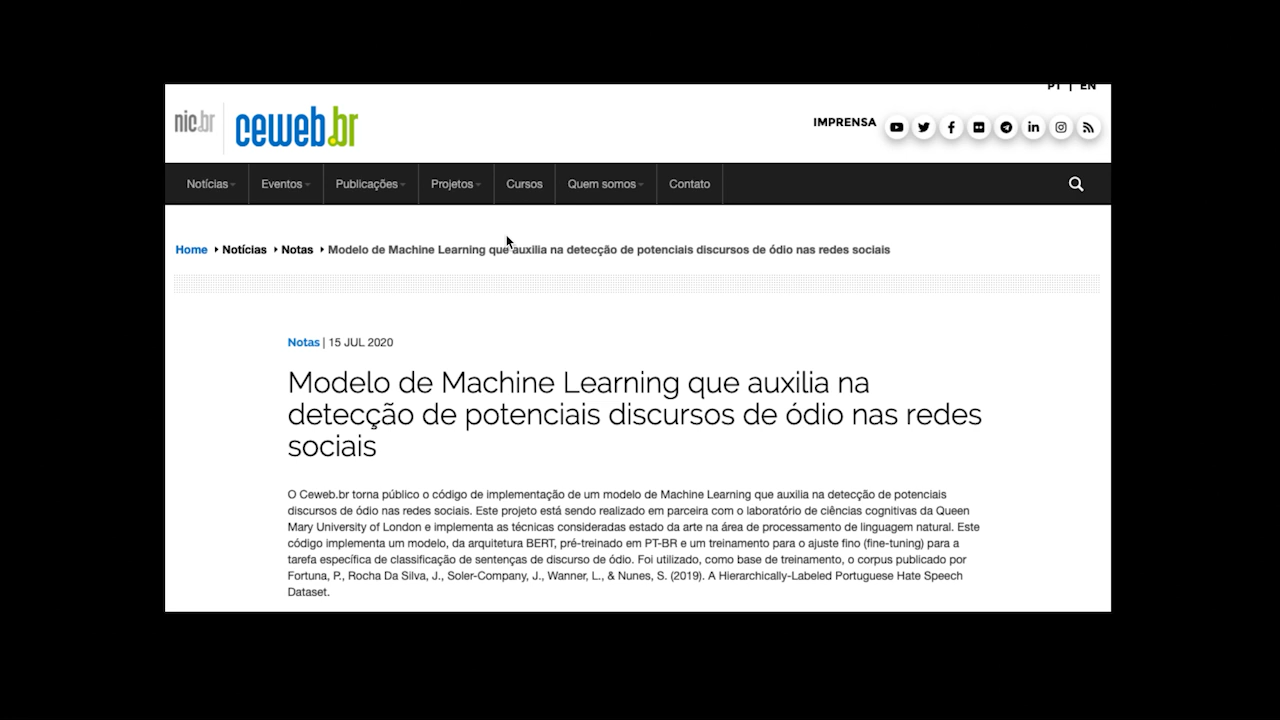 PT | EN
nic.br
ceweb.br
IMPRENSA
Notícias
Eventos
Publicações
Projetos
Cursos
Quem somos
Contato
Home Notícias Notas Modelo de Machine Learning que auxilia na detecção de potenciais discursos de ódio nas redes sociais
Notas | 15 JUL 2020
Modelo de Machine Learning que auxilia na
detecção de potenciais discursos de ódio nas redes
sociais
O Ceweb.br torna público o código de implementação de um modelo de Machine Learning que auxilia na detecção de potenciais
discursos de ódio nas redes sociais. Este projeto está sendo realizado em parceira com o laboratório de ciências cognitivas da Queen
Mary University of London e implementa as técnicas consideradas estado da arte na área de processamento de linguagem natural. Este
código implementa um modelo, da arquitetura BERT, pré-treinado em PT-BR e um treinamento para o ajuste fino (fine-tuning) para a
tarefa específica de classificação de sentenças de discurso de ódio. Foi utilizado, como base de treinamento, o corpus publicado por
Fortuna, P., Rocha Da Silva, J., Soler-Company, J., Wanner, L., & Nunes, S. (2019). A Hierarchically-Labeled Portuguese Hate Speech
Dataset.